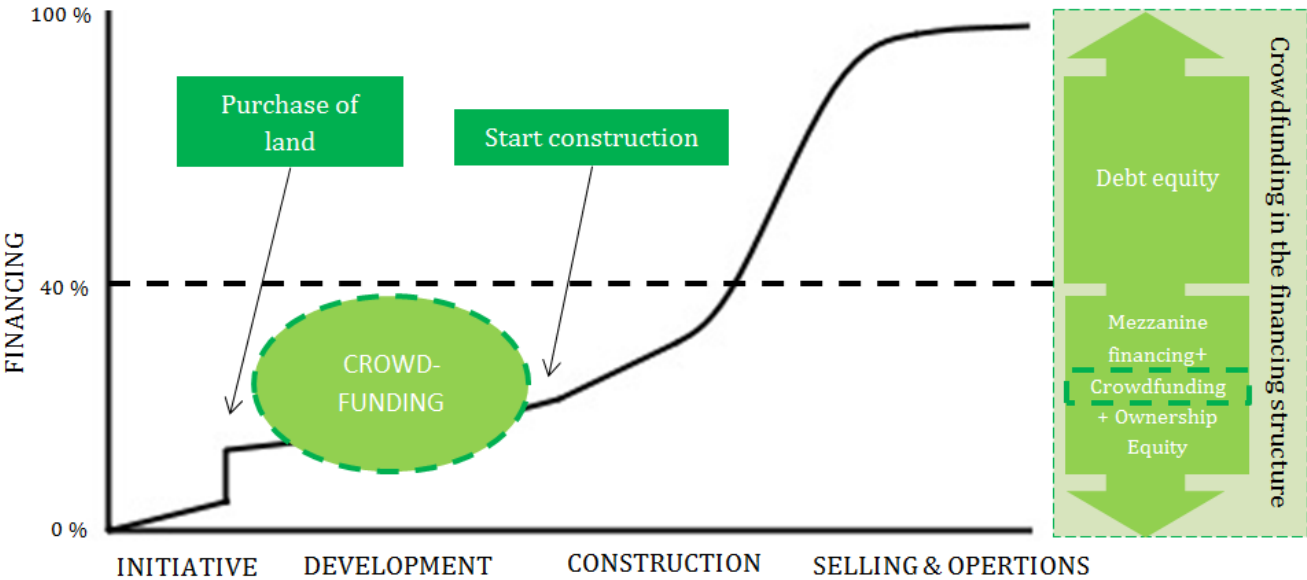 100 %
Purchase of
land
Start construction
FINANCING
40 %
CROWD-
FUNDING
0 %
INITIATIVE
DEVELOPMENT
CONSTRUCTION
SELLING & OPERTIONS
Debt equity
Mezzanine
financing+
Crowdfunding
+ Ownership
Equity
Crowdfunding in the financing structure